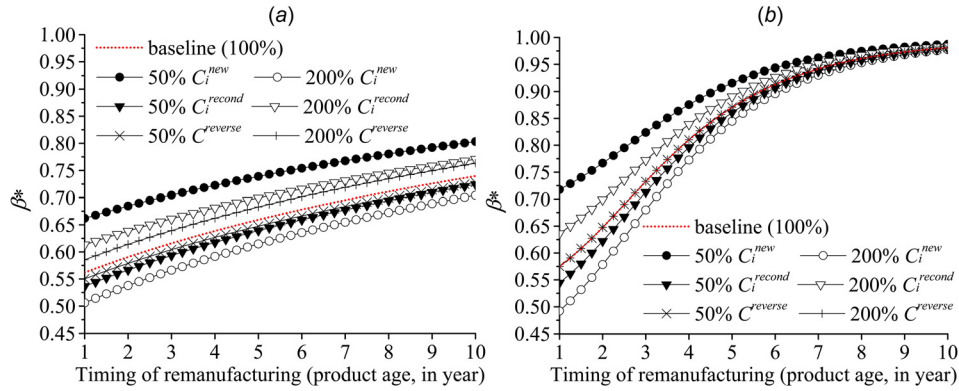 (a)
1.00
0.95
0.90
0.85
0.80
0.75
0.70
0.65
0.60
0.55
0.50
0.45
β*
baseline (100%)
50% C_i^new 200% C_i^new
50% C_i^recond 200% C_i^recond
50% C^reverse 200% C^reverse
1 2 3 4 5 6 7 8 9 10
Timing of remanufacturing (product age, in year)
(b)
1.00
0.95
0.90
0.85
0.80
0.75
0.70
0.65
0.60
0.55
0.50
0.45
β*
baseline (100%)
50% C_i^new 200% C_i^new
50% C_i^recond 200% C_i^recond
50% C^reverse 200% C^reverse
1 2 3 4 5 6 7 8 9 10
Timing of remanufacturing (product age, in year)